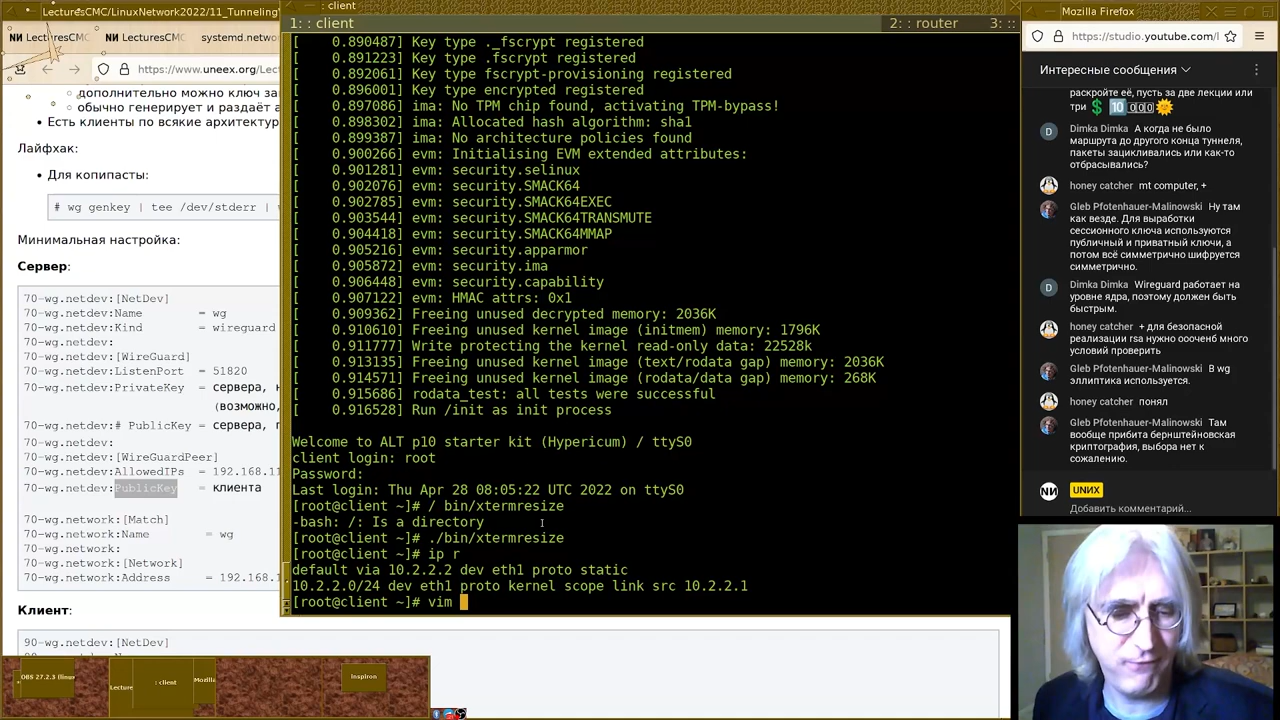 LecturesCMC/LinuxNetwork2022/11_Tunneling
: client
Mozilla Firefox
LecturesCMC
LecturesCMC
systemd.netw
https://www.uneex.org/Lect
дополнительно можно ключ за
обычно генерирует и раздаёт а
Есть клиенты по всякие архитектур
Лайфхак:
Для копипасты:
# wg genkey | tee /dev/stderr |
Минимальная настройка:
Сервер:
70-wg.netdev:[NetDev]
70-wg.netdev:Name = wg
70-wg.netdev:Kind = wireguard
70-wg.netdev:
70-wg.netdev:[WireGuard]
70-wg.netdev:ListenPort = 51820
70-wg.netdev:PrivateKey = сервера, н
(возможно,
70-wg.netdev:# PublicKey = сервера, г
70-wg.netdev:
70-wg.netdev:[WireGuardPeer]
70-wg.netdev:AllowedIPs = 192.168.11
70-wg.netdev:PublicKey = клиента
70-wg.network:[Match]
70-wg.network:Name = wg
70-wg.network:
70-wg.network:[Network]
70-wg.network:Address = 192.168.1
Клиент:
90-wg.netdev:[NetDev]
1: : client
2: : router
3: :
[ 0.890487] Key type ._fscrypt registered
[ 0.891223] Key type .fscrypt registered
[ 0.892061] Key type fscrypt-provisioning registered
[ 0.896001] Key type encrypted registered
[ 0.897086] ima: No TPM chip found, activating TPM-bypass!
[ 0.898302] ima: Allocated hash algorithm: sha1
[ 0.899387] ima: No architecture policies found
[ 0.900266] evm: Initialising EVM extended attributes:
[ 0.901281] evm: security.selinux
[ 0.902076] evm: security.SMACK64
[ 0.902785] evm: security.SMACK64EXEC
[ 0.903544] evm: security.SMACK64TRANSMUTE
[ 0.904418] evm: security.SMACK64MMAP
[ 0.905216] evm: security.apparmor
[ 0.905872] evm: security.ima
[ 0.906448] evm: security.capability
[ 0.907122] evm: HMAC attrs: 0x1
[ 0.909362] Freeing unused decrypted memory: 2036K
[ 0.910610] Freeing unused kernel image (initmem) memory: 1796K
[ 0.911777] Write protecting the kernel read-only data: 22528k
[ 0.913135] Freeing unused kernel image (text/rodata gap) memory: 2036K
[ 0.914571] Freeing unused kernel image (rodata/data gap) memory: 268K
[ 0.915686] rodata_test: all tests were successful
[ 0.916528] Run /init as init process
Welcome to ALT p10 starter kit (Hypericum) / ttyS0
client login: root
Password:
Last login: Thu Apr 28 08:05:22 UTC 2022 on ttyS0
[root@client ~]# / bin/xtermresize
-bash: /: Is a directory
[root@client ~]# ./bin/xtermresize
[root@client ~]# ip r
default via 10.2.2.2 dev eth1 proto static
10.2.2.0/24 dev eth1 proto kernel scope link src 10.2.2.1
[root@client ~]# vim
https://studio.youtube.com/l
Интересные сообщения
раскройте её, пусть за две лекции или
три
Dimka Dimka А когда не было
маршрута до другого конца туннеля,
пакеты зацикливались или как-то
отбрасывались?
honey catcher mt computer, +
Gleb Pfotenhauer-Malinowski Ну там
как везде. Для выработки
сессионного ключа используются
публичный и приватный ключи, а
потом всё симметрично шифруется
симметрично.
Dimka Dimka Wireguard работает на
уровне ядра, поэтому должен быть
быстрым.
honey catcher + для безопасной
реализации rsa нужно оооченб много
условий проверить
Gleb Pfotenhauer-Malinowski В wg
эллиптика используется.
honey catcher понял
Gleb Pfotenhauer-Malinowski Там
вообще прибита бернштейновская
криптография, выбора нет к
сожалению.
UNИX
Добавить комментарий...
OBS 27.2.3 (linu
Lecture
: client
Mozilla
inspiron